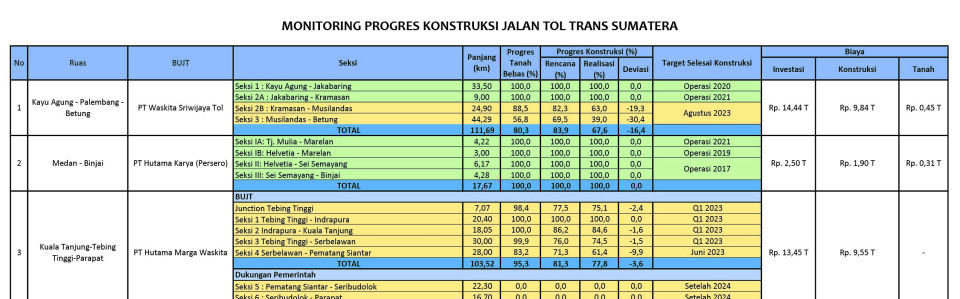 MONITORING PROGRES KONSTRUKSI JALAN TOL TRANS SUMATERA
No Ruas BUJT Seksi Panjang (km) Progres Tanah Bebas (%) Progres Konstruksi (%) Target Selesai Konstruksi Biaya
Rencana (%) Realisasi (%) Deviasi Investasi Konstruksi Tanah
1 Kayu Agung - Palembang - Betung PT Waskita Sriwijaya Tol Rp. 14,44 T Rp. 9,84 T Rp. 0,45 T
Seksi 1 : Kayu Agung - Jakabaring 33,50 100,0 100,0 100,0 0,0 Operasi 2020
Seksi 2A : Jakabaring - Kramasan 9,00 100,0 100,0 100,0 0,0 Operasi 2021
Seksi 2B : Kramasan - Musilandas 24,90 88,5 82,3 63,0 -19,3 Agustus 2023
Seksi 3 : Musilandas - Betung 44,29 56,8 69,5 39,0 -30,4
TOTAL 111,69 80,3 83,9 67,6 -16,4
2 Medan - Binjai PT Hutama Karya (Persero) Rp. 2,50 T Rp. 1,90 T Rp. 0,31 T
Seksi IA: Tj. Mulia - Marelan 4,22 100,0 100,0 100,0 0,0 Operasi 2021
Seksi IB: Helvetia - Marelan 3,00 100,0 100,0 100,0 0,0 Operasi 2019
Seksi II: Helvetia - Sei Semayang 6,17 100,0 100,0 100,0 0,0 Operasi 2017
Seksi III: Sei Semayang - Binjai 4,28 100,0 100,0 100,0 0,0
TOTAL 17,67 100,0 100,0 100,0 0,0
3 Kuala Tanjung-Tebing Tinggi-Parapat PT Hutama Marga Waskita Rp. 13,45 T Rp. 9,55 T -
BUJT
Junction Tebing Tinggi 7,07 98,4 77,5 75,1 -2,4 Q1 2023
Seksi 1 Tebing Tinggi - Indrapura 20,40 100,0 100,0 100,0 0,0 Q1 2023
Seksi 2 Indrapura - Kuala Tanjung 18,05 100,0 86,2 84,6 -1,6 Q1 2023
Seksi 3 Tebing Tinggi - Serbelawan 30,00 99,9 76,0 74,5 -1,5 Q1 2023
Seksi 4 Serbelawan - Pematang Siantar 28,00 83,2 71,3 61,4 -9,9 Juni 2023
TOTAL 103,52 95,3 81,3 77,8 -3,6
Dukungan Pemerintah
Seksi 5 : Pematang Siantar - Seribudolok 22,30 0,0 0,0 0,0 0,0 Setelah 2024
Seksi 6 : Seribudolok - Parapat 16,70 0,0 0,0 0,0 0,0 Setelah 2024